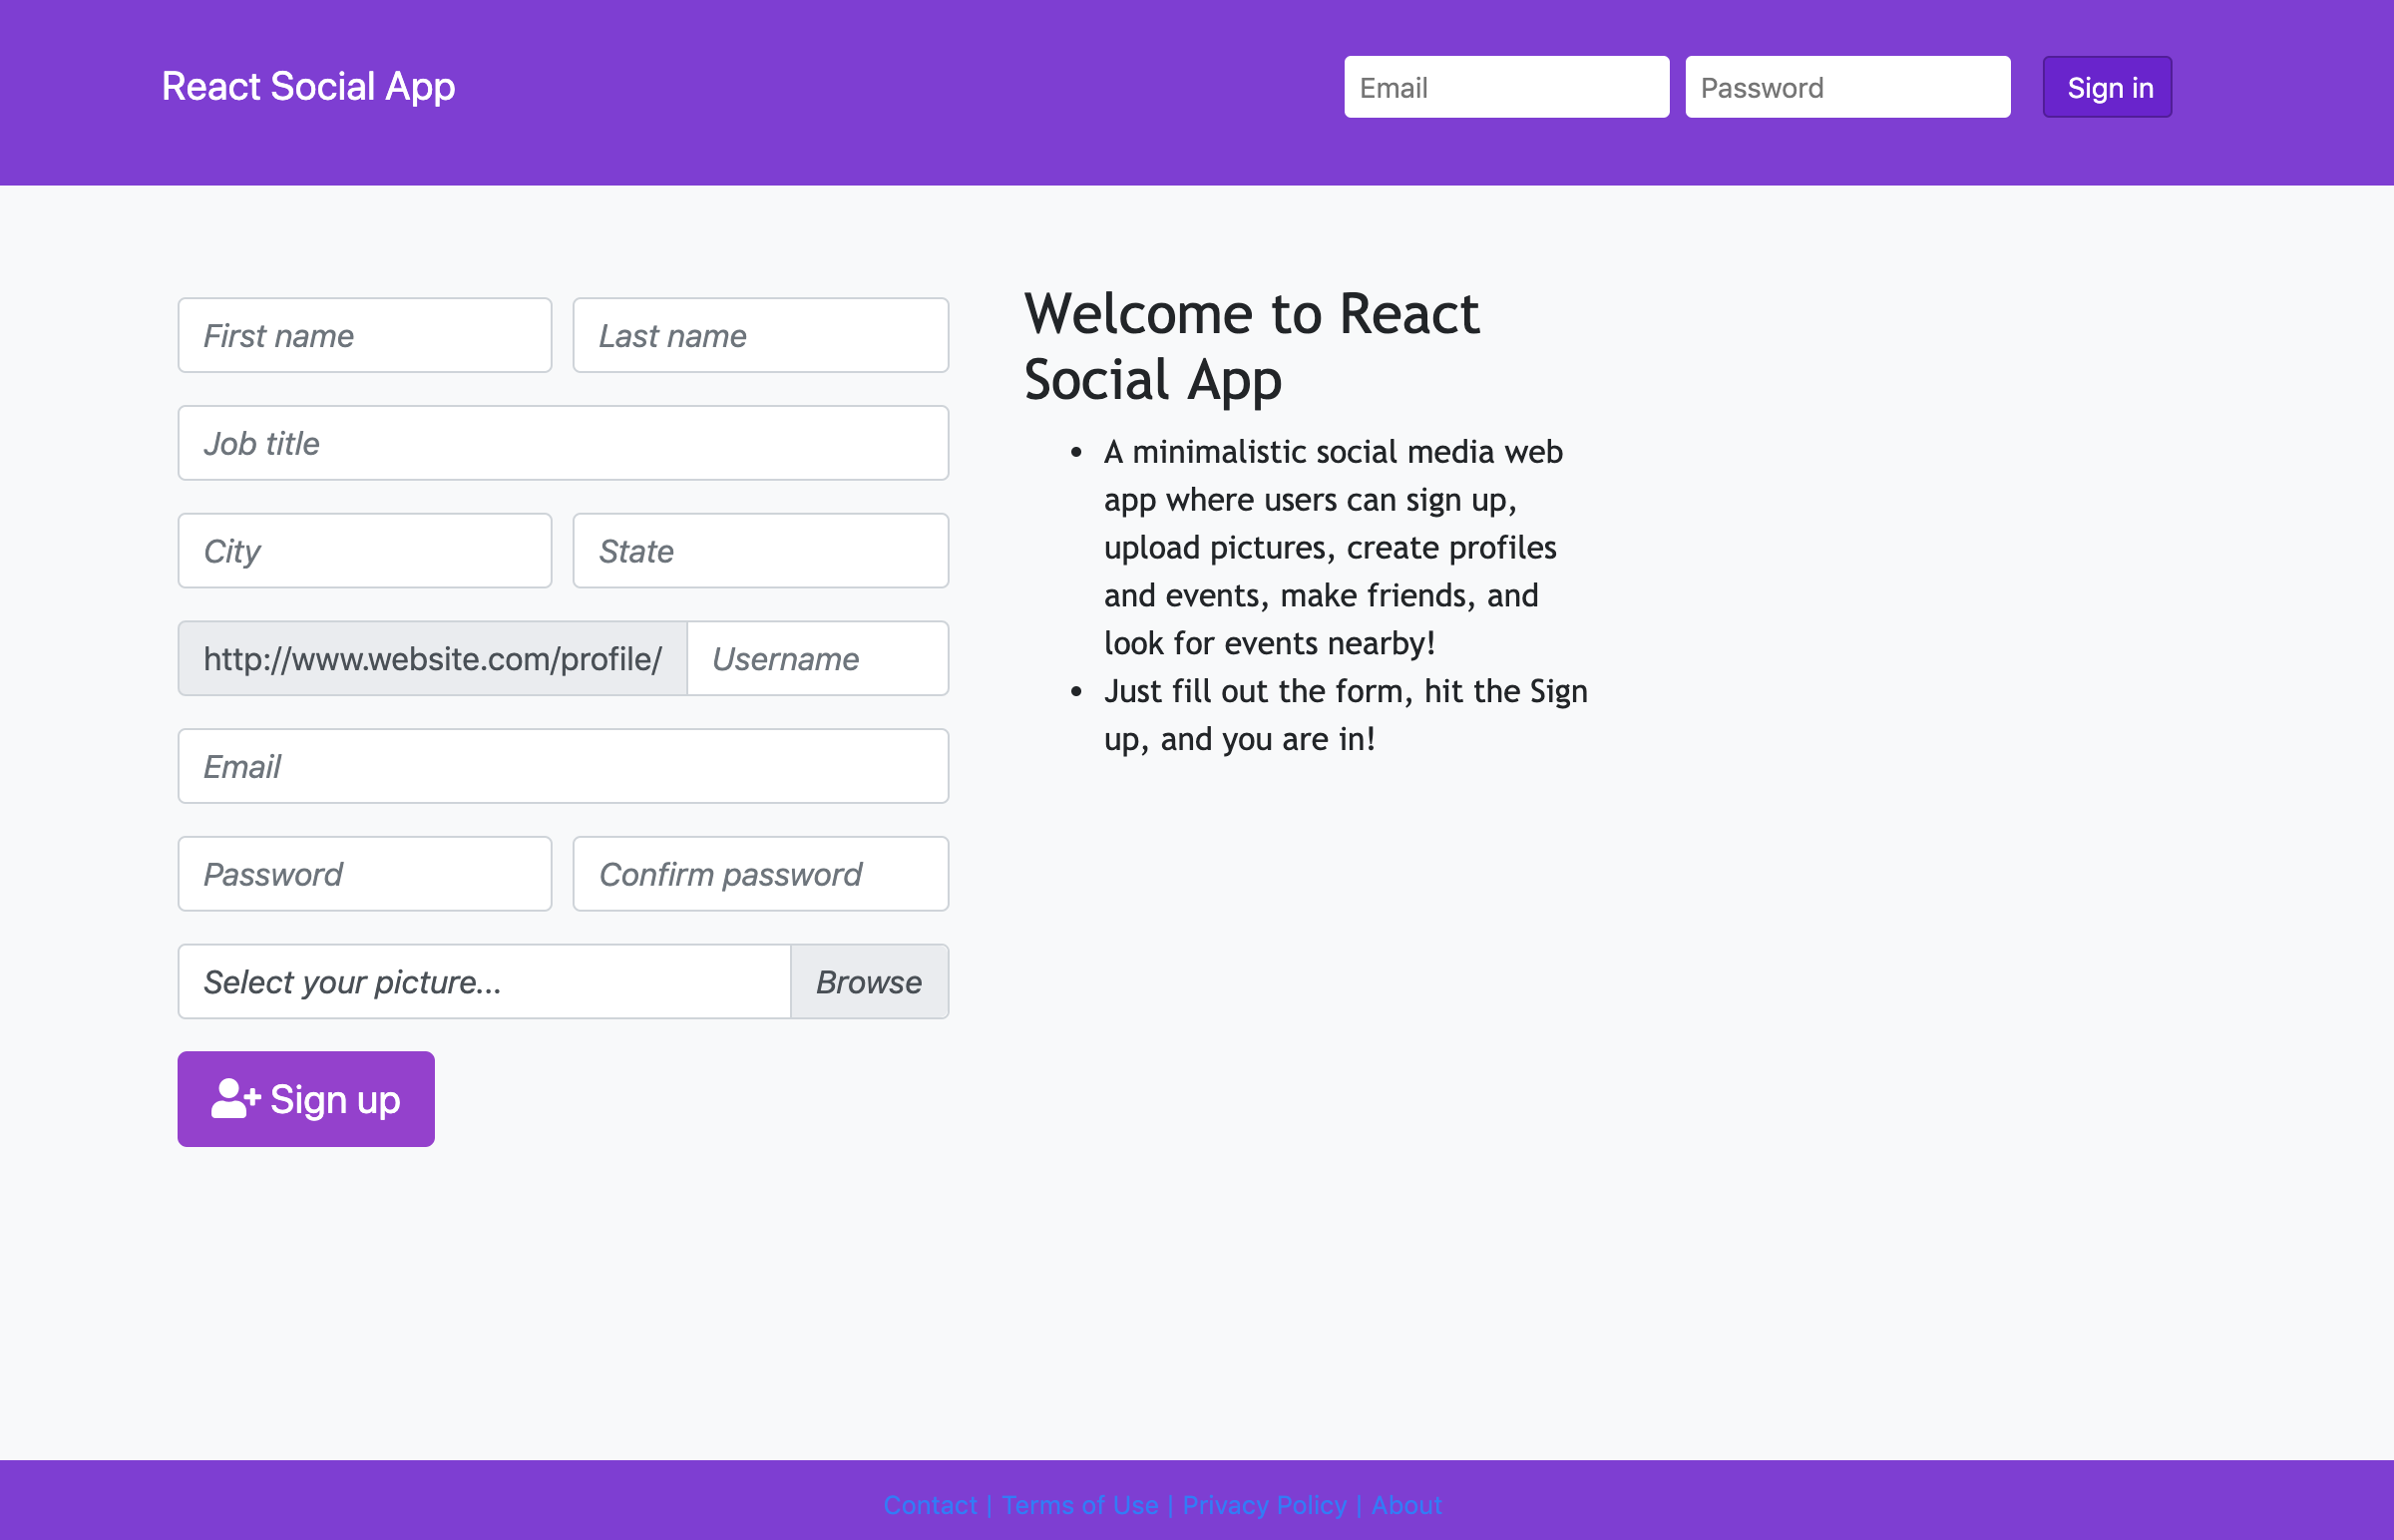 React Social App
Email
Password
Sign in
First name
Last name
Job title
City
State
http://www.website.com/profile/
Username
Email
Password
Confirm password
Select your picture...
Browse
Sign up
Welcome to React
Social App
A minimalistic social media web
app where users can sign up,
upload pictures, create profiles
and events, make friends, and
look for events nearby!
Just fill out the form, hit the Sign
up, and you are in!
Contact | Terms of Use | Privacy Policy | About